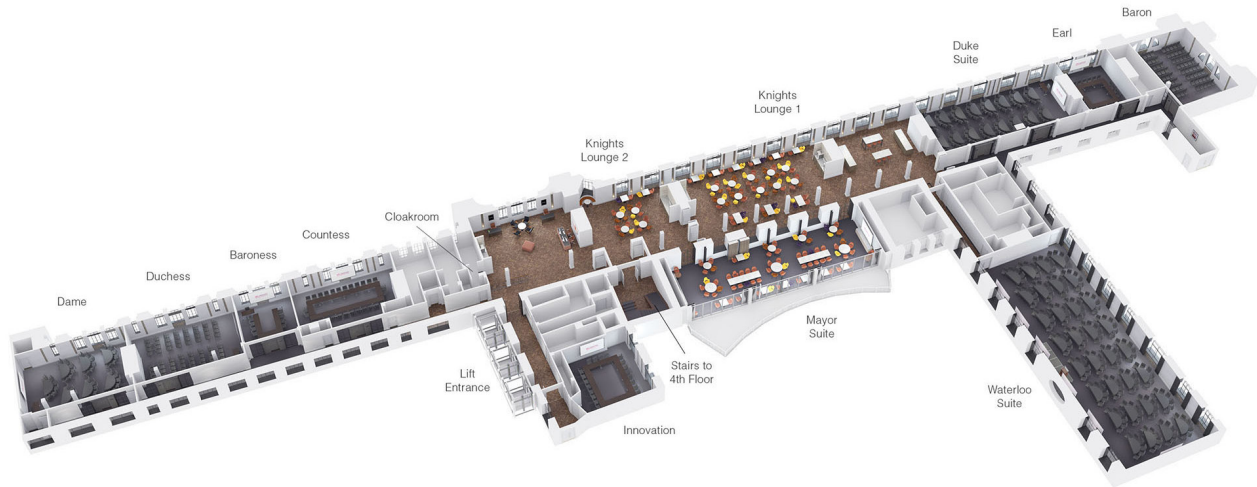 Baron
Earl
Duke
Suite
Knights
Lounge 1
Knights
Lounge 2
Cloakroom
Countess
Baroness
Duchess
Dame
Mayor
Suite
Stairs to
4th Floor
Lift
Entrance
Waterloo
Suite
Innovation